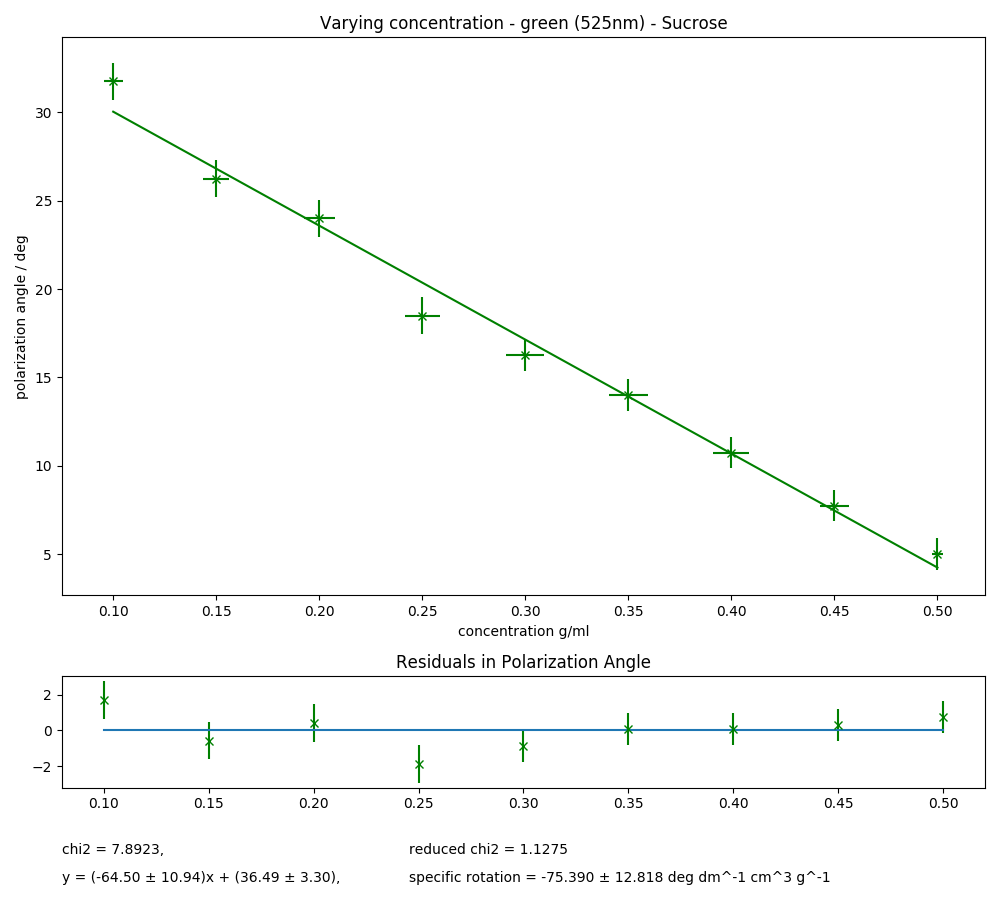 Varying concentration - green (525nm) - Sucrose
polarization angle / deg
30
25
20
15
10
5
0.10 0.15 0.20 0.25 0.30 0.35 0.40 0.45 0.50
concentration g/ml
Residuals in Polarization Angle
2
0
−2
0.10 0.15 0.20 0.25 0.30 0.35 0.40 0.45 0.50
chi2 = 7.8923, reduced chi2 = 1.1275
y = (-64.50 ± 10.94)x + (36.49 ± 3.30), specific rotation = -75.390 ± 12.818 deg dm^-1 cm^3 g^-1